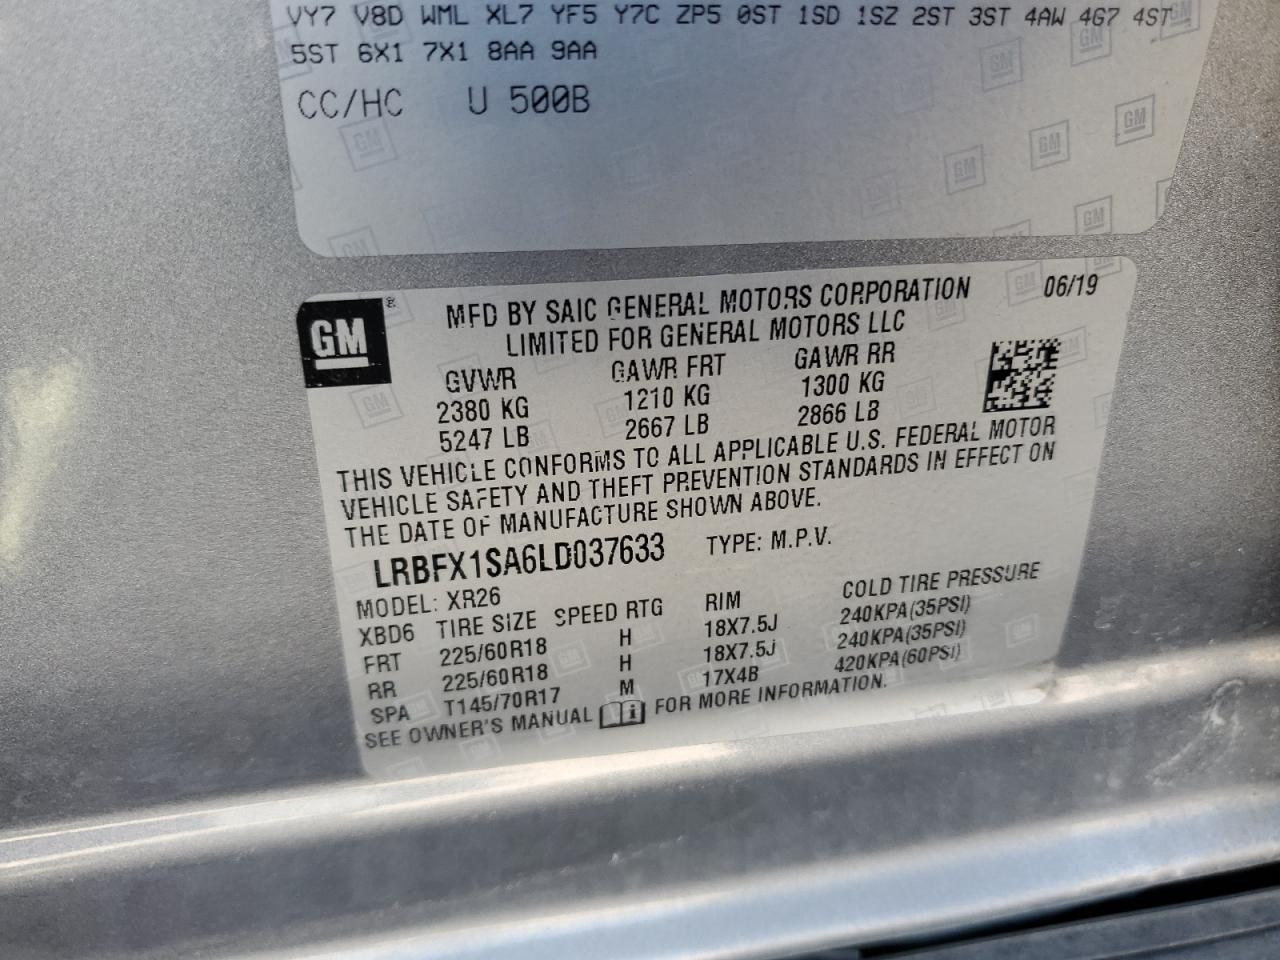 VY7 V8D WML XL7 YF5 Y7C ZP5 0ST 1SD 1SZ 2ST 3ST 4AW 4G7 4ST
5ST 6X1 7X1 8AA 9AA
CC/HC U 500B
GM ®
MFD BY SAIC GENERAL MOTORS CORPORATION 06/19
LIMITED FOR GENERAL MOTORS LLC
GVWR GAWR FRT GAWR RR
2380 KG 1210 KG 1300 KG
5247 LB 2667 LB 2866 LB
THIS VEHICLE CONFORMS TO ALL APPLICABLE U.S. FEDERAL MOTOR
VEHICLE SAFETY AND THEFT PREVENTION STANDARDS IN EFFECT ON
THE DATE OF MANUFACTURE SHOWN ABOVE.
LRBFX1SA6LD037633 TYPE: M.P.V.
MODEL: XR26
XBD6 TIRE SIZE SPEED RTG RIM COLD TIRE PRESSURE
FRT 225/60R18 H 18X7.5J 240KPA(35PSI)
RR 225/60R18 H 18X7.5J 240KPA(35PSI)
SPA T145/70R17 M 17X4B 420KPA(60PSI)
SEE OWNER'S MANUAL FOR MORE INFORMATION.